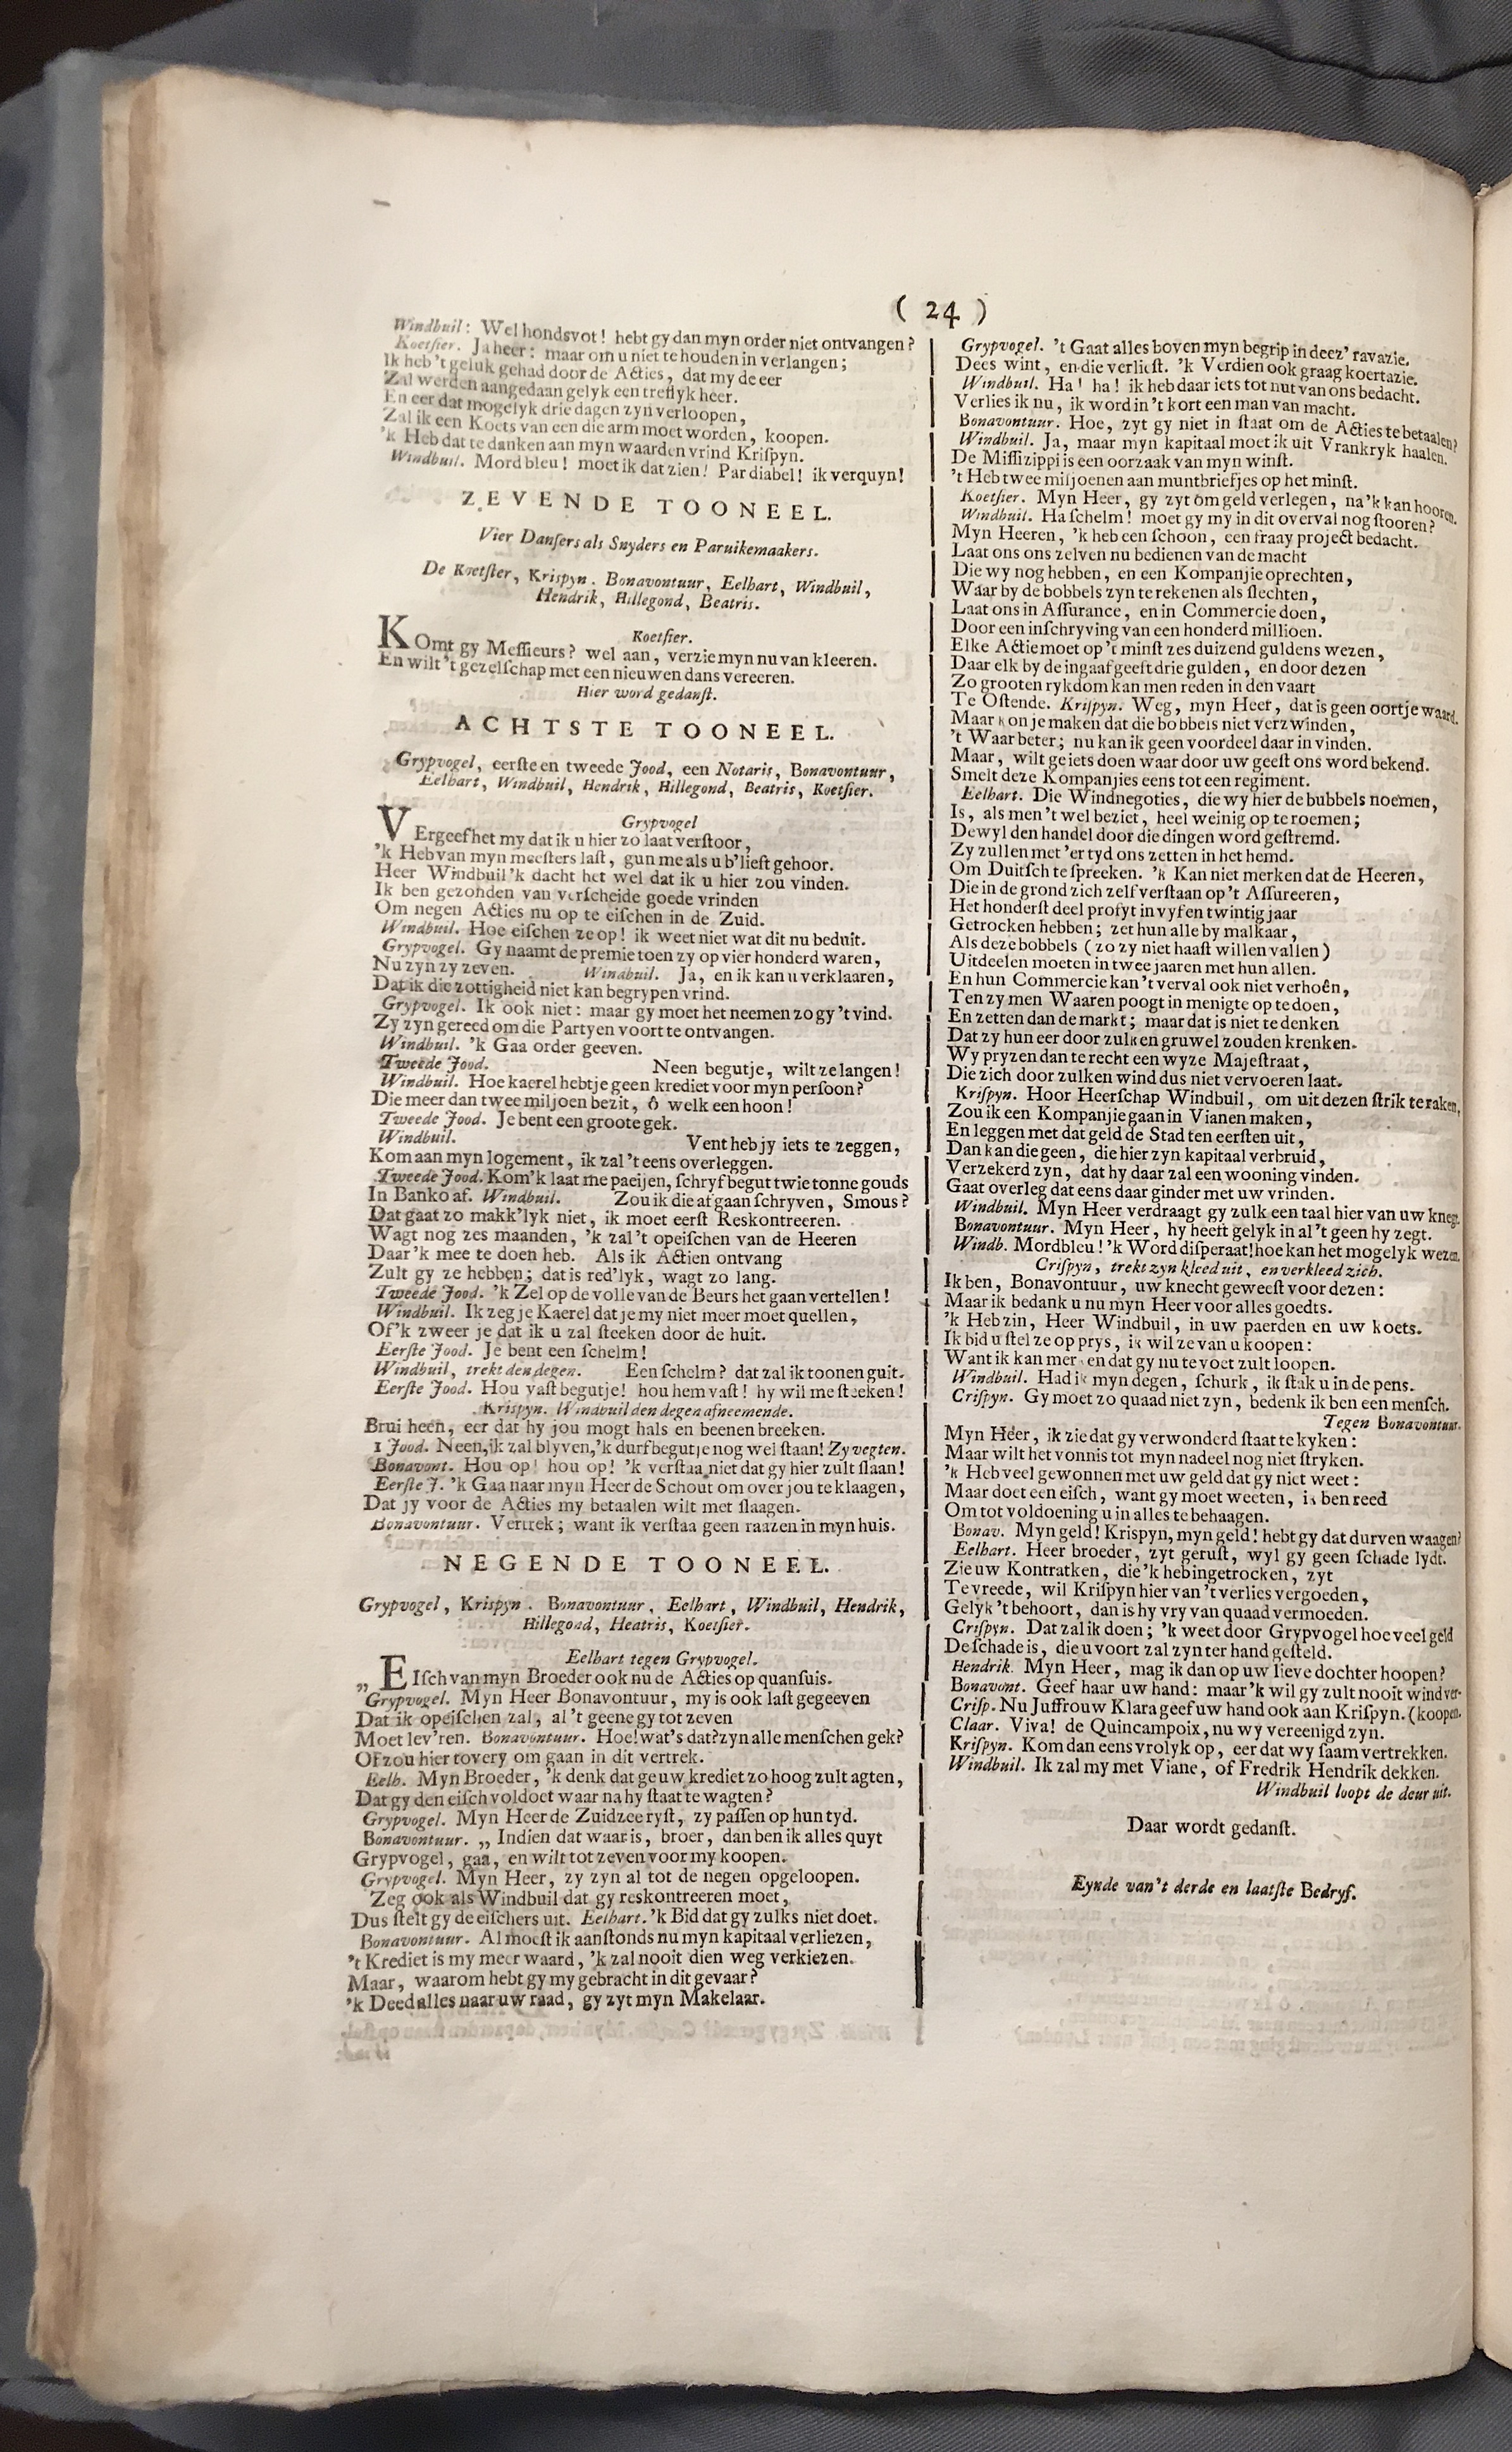 ( 24 )
Windbuil: Wel hondsvot! hebt gy dan myn order niet ontvangen?
Koetsier. Ja heer: maar om u niet te houden in verlangen;
Ik heb 't geluk gehad door de Acties, dat my de eer
Zal werden aangedaan gelyk een treflyk heer.
En eer dat mogelyk drie dagen zyn verloopen,
Zal ik een Koets van een die arm moet worden, koopen.
'k Heb dat te danken aan myn waarden vrind Krispyn.
Windbuil. Mordbleu! moet ik dat zien! Par diabel! ik verquyn!
ZEVENDE TOONEEL.
Vier Dansers als Snyders en Paruikemaakers.
De Koetsier, Krispyn. Bonavontuur, Eelhart, Windbuil,
Hendrik, Hillegond, Beatris.
Koetsier.
KOmt gy Messieurs? wel aan, verzie myn nu van kleeren.
En wilt 't gezelschap met een nieuwen dans vereeren.
Hier word gedanst.
ACHTSTE TOONEEL.
Grypvogel, eerste en tweede Jood, een Notaris, Bonavontuur,
Eelhart, Windbuil, Hendrik, Hillegond, Beatris, Koetsier.
Grypvogel
VErgeef het my dat ik u hier zo laat verstoor,
'k Heb van myn meesters last, gun me als u b'lieft gehoor.
Heer Windbuil 'k dacht het wel dat ik u hier zou vinden.
Ik ben gezonden van verscheide goede vrinden
Om negen Acties nu op te eischen in de Zuid.
Windbuil. Hoe eischen ze op! ik weet niet wat dit nu beduit.
Grypvogel. Gy naamt de premie toen zy op vier honderd waren,
Nu zyn zy zeven. Windbuil. Ja, en ik kan u verklaaren,
Dat ik die zottigheid niet kan begrypen vrind.
Grypvogel. Ik ook niet: maar gy moet het neemen zo gy 't vind.
Zy zyn gereed om die Partyen voort te ontvangen.
Windbuil. 'k Gaa order geeven.
Tweede Jood. Neen begutje, wilt ze langen!
Windbuil. Hoe kaerel hebt je geen krediet voor myn persoon?
Die meer dan twee miljoen bezit, ô welk een hoon!
Tweede Jood. Je bent een groote gek.
Windbuil. Vent heb jy iets te zeggen,
Kom aan myn logement, ik zal 't eens overleggen.
Tweede Jood. Kom 'k laat me paeijen, schryf begut twie tonne gouds
In Banko af. Windbuil. Zou ik die af gaan schryven, Smous?
Dat gaat zo makk'lyk niet, ik moet eerst Reskontreeren.
Wagt nog zes maanden, 'k zal 't opeischen van de Heeren
Daar 'k mee te doen heb. Als ik Actien ontvang
Zult gy ze hebben; dat is red'lyk, wagt zo lang.
Tweede Jood. 'k Zel op de volle van de Beurs het gaan vertellen!
Windbuil. Ik zeg je Kaerel dat je my niet meer moet quellen,
Of 'k zweer je dat ik u zal steeken door de huit.
Eerste Jood. Je bent een schelm!
Windbuil, trekt den degen. Een schelm? dat zal ik toonen guit.
Eerste Jood. Hou vast begutje! hou hem vast! hy wil me steeken!
Krispyn. Windbuil den degen afneemende.
Brui heen, eer dat hy jou mogt hals en beenen breeken.
1 Jood. Neen, ik zal blyven, 'k durf begutje nog wel staan! Zy vegten.
Bonavont. Hou op! hou op! 'k verstaa niet dat gy hier zult slaan!
Eerste J. 'k Gaa naar myn Heer de Schout om over jou te klaagen,
Dat jy voor de Acties my betaalen wilt met slaagen.
Bonavontuur. Vertrek; want ik verstaa geen raazen in myn huis.
NEGENDE TOONEEL.
Grypvogel, Krispyn. Bonavontuur, Eelhart, Windbuil, Hendrik,
Hillegond, Heatris, Koetsier.
Eelhart tegen Grypvogel.
„ EIsch van myn Broeder ook nu de Acties op quansuis.
Grypvogel. Myn Heer Bonavontuur, my is ook last gegeeven
Dat ik opeischen zal, al 't geene gy tot zeven
Moet lev'ren. Bonavontuur. Hoe! wat's dat? zyn alle menschen gek?
Of zou hier tovery om gaan in dit vertrek.
Eelh. Myn Broeder, 'k denk dat ge uw krediet zo hoog zult agten,
Dat gy den eisch voldoet waar na hy staat te wagten?
Grypvogel. Myn Heer de Zuidzee ryst, zy passen op hun tyd.
Bonavontuur. „ Indien dat waar is, broer, dan ben ik alles quyt
Grypvogel, gaa, en wilt tot zeven voor my koopen.
Grypvogel. Myn Heer, zy zyn al tot de negen opgeloopen.
Zeg ook als Windbuil dat gy reskontreeren moet,
Dus stelt gy de eischers uit. Eelhart. 'k Bid dat gy zulks niet doet.
Bonavontuur. Al moest ik aanstonds nu myn kapitaal verliezen,
't Krediet is my meer waard, 'k zal nooit dien weg verkiezen.
Maar, waarom hebt gy my gebracht in dit gevaar?
'k Deed alles naar uw raad, gy zyt myn Makelaar.
Grypvogel. 't Gaat alles boven myn begrip in deez' ravazie.
Dees wint, en die verliest. 'k Verdien ook graag koertazie.
Windbuil. Ha! ha! ik heb daar iets tot nut van ons bedacht.
Verlies ik nu, ik word in 't kort een man van macht.
Bonavontuur. Hoe, zyt gy niet in staat om de Acties te betaalen?
Windbuil. Ja, maar myn kapitaal moet ik uit Vrankryk haalen.
De Missizippi is een oorzaak van myn winst.
't Heb twee miljoenen aan muntbriefjes op het minst.
Koetsier. Myn Heer, gy zyt om geld verlegen, na 'k kan hooren.
Windbuil. Ha schelm! moet gy my in dit overval nog stooren?
Myn Heeren, 'k heb een schoon, een fraay project bedacht.
Laat ons ons zelven nu bedienen van de macht
Die wy nog hebben, en een Kompanjie oprechten,
Waar by de bobbels zyn te rekenen als slechten,
Laat ons in Assurance, en in Commercie doen,
Door een inschryving van een honderd millioen.
Elke Actie moet op 't minst zes duizend guldens wezen,
Daar elk by de ingaaf geeft drie gulden, en door dezen
Zo grooten rykdom kan men reden in den vaart
Te Ostende. Krispyn. Weg, myn Heer, dat is geen oortje waard.
Maar kon je maken dat die bobbels niet verzwinden,
't Waar beter; nu kan ik geen voordeel daar in vinden.
Maar, wilt ge iets doen waar door uw geest ons word bekend.
Smelt deze Kompanjies eens tot een regiment.
Eelhart. Die Windnegoties, die wy hier de bubbels noemen,
Is, als men 't wel beziet, heel weinig op te roemen;
Dewyl den handel door die dingen word gestremd.
Zy zullen met 'er tyd ons zetten in het hemd.
Om Duitsch te spreeken. 'k Kan niet merken dat de Heeren,
Die in de grond zich zelf verstaan op 't Assureeren,
Het honderst deel profyt in vyf en twintig jaar
Getrocken hebben; zet hun alle by malkaar,
Als deze bobbels (zo zy niet haast willen vallen)
Uitdeelen moeten in twee jaaren met hun allen.
En hun Commercie kan 't verval ook niet verhoên,
Ten zy men Waaren poogt in menigte op te doen,
En zetten dan de markt; maar dat is niet te denken
Dat zy hun eer door zulken gruwel zouden krenken.
Wy pryzen dan te recht een wyze Majestraat,
Die zich door zulken wind dus niet vervoeren laat.
Krispyn. Hoor Heerschap Windbuil, om uit dezen strik te raken,
Zou ik een Kompanjie gaan in Vianen maken,
En leggen met dat geld de Stad ten eersten uit,
Dan kan die geen, die hier zyn kapitaal verbruid,
Verzekerd zyn, dat hy daar zal een wooning vinden.
Gaat overleg dat eens daar ginder met uw vrinden.
Windbuil. Myn Heer verdraagt gy zulk een taal hier van uw knegt.
Bonavontuur. Myn Heer, hy heeft gelyk in al 't geen hy zegt.
Windb. Mordbleu! 'k Word disperaat! hoe kan het mogelyk wezen.
Crispyn, trekt zyn kleed uit, en verkleed zich.
Ik ben, Bonavontuur, uw knecht geweest voor dezen:
Maar ik bedank u nu myn Heer voor alles goedts.
'k Heb zin, Heer Windbuil, in uw paerden en uw koets.
Ik bid u stel ze op prys, ik wil ze van u koopen:
Want ik kan merken dat gy nu te voet zult loopen.
Windbuil. Had ik myn degen, schurk, ik stak u in de pens.
Crispyn. Gy moet zo quaad niet zyn, bedenk ik ben een mensch.
Tegen Bonavontuur.
Myn Heer, ik zie dat gy verwonderd staat te kyken:
Maar wilt het vonnis tot myn nadeel nog niet stryken.
'k Heb veel gewonnen met uw geld dat gy niet weet:
Maar doet een eisch, want gy moet weeten, ik ben reed
Om tot voldoening u in alles te behaagen.
Bonav. Myn geld! Krispyn, myn geld! hebt gy dat durven waagen?
Eelhart. Heer broeder, zyt gerust, wyl gy geen schade lydt.
Zie uw Kontrakten, die 'k heb ingetrocken, zyt
Te vreede, wil Krispyn hier van 't verlies vergoeden,
Gelyk 't behoort, dan is hy vry van quaad vermoeden.
Crispyn. Dat zal ik doen; 'k weet door Grypvogel hoe veel geld
De schade is, die u voort zal zyn ter hand gesteld.
Hendrik. Myn Heer, mag ik dan op uw lieve dochter hoopen?
Bonavont. Geef haar uw hand: maar 'k wil gy zult nooit wind ver-
Crisp. Nu Juffrouw Klara geef uw hand ook aan Krispyn. (koopen.
Claar. Viva! de Quincampoix, nu wy vereenigd zyn.
Krispyn. Kom dan eens vrolyk op, eer dat wy saam vertrekken.
Windbuil. Ik zal my met Viane, of Fredrik Hendrik dekken.
Windbuil loopt de deur uit.
Daar wordt gedanst.
Eynde van't derde en laatste Bedryf.